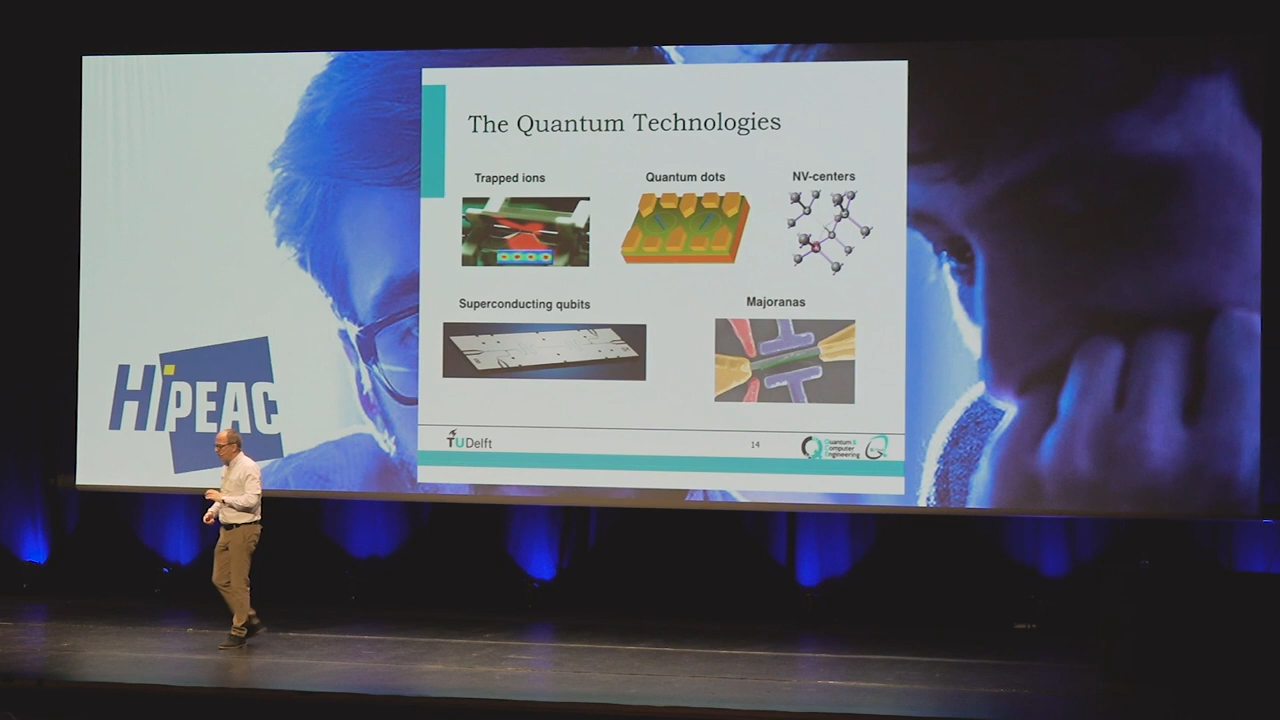 The Quantum Technologies
Trapped ions
Quantum dots
NV-centers
Superconducting qubits
Majoranas
HiPEAC
TUDelft
14
Quantum &
Computer
Engineering